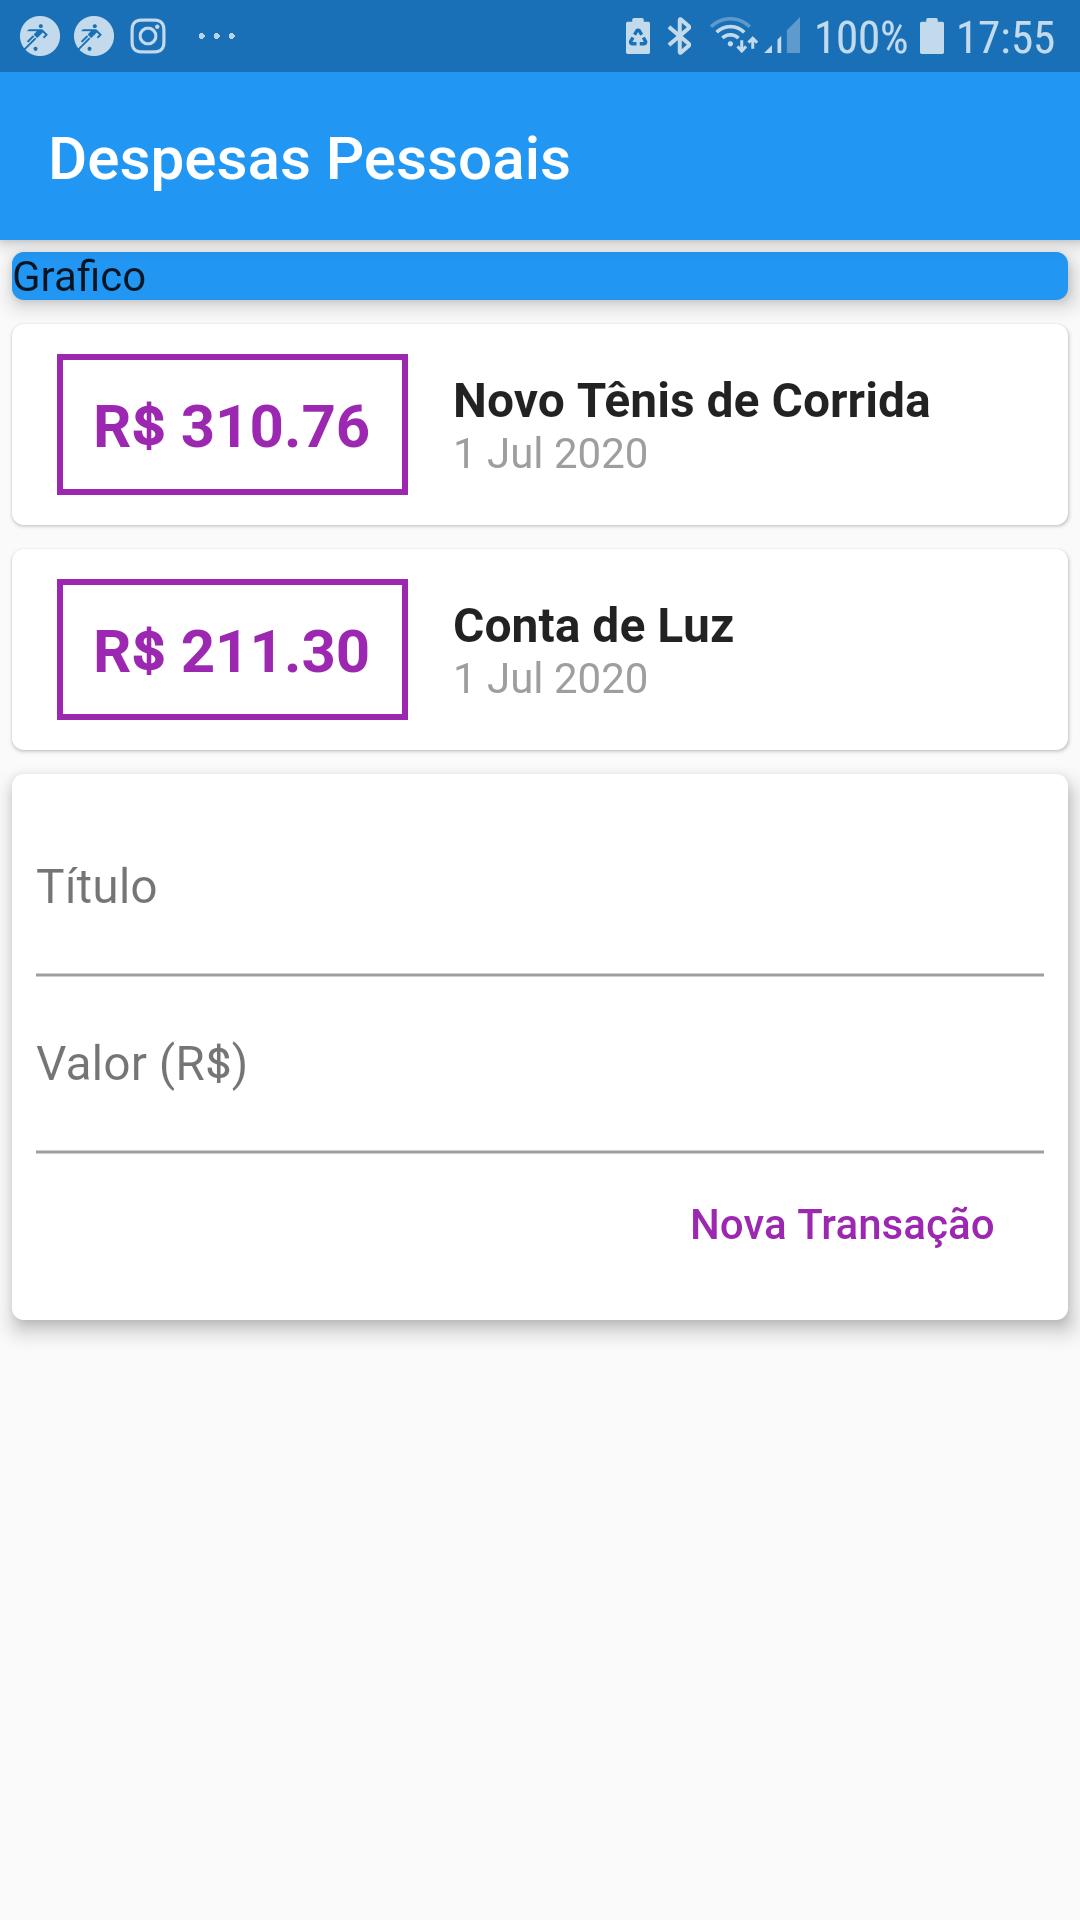 100% 17:55
Despesas Pessoais
Grafico
R$ 310.76
Novo Tênis de Corrida
1 Jul 2020
R$ 211.30
Conta de Luz
1 Jul 2020
Título
Valor (R$)
Nova Transação